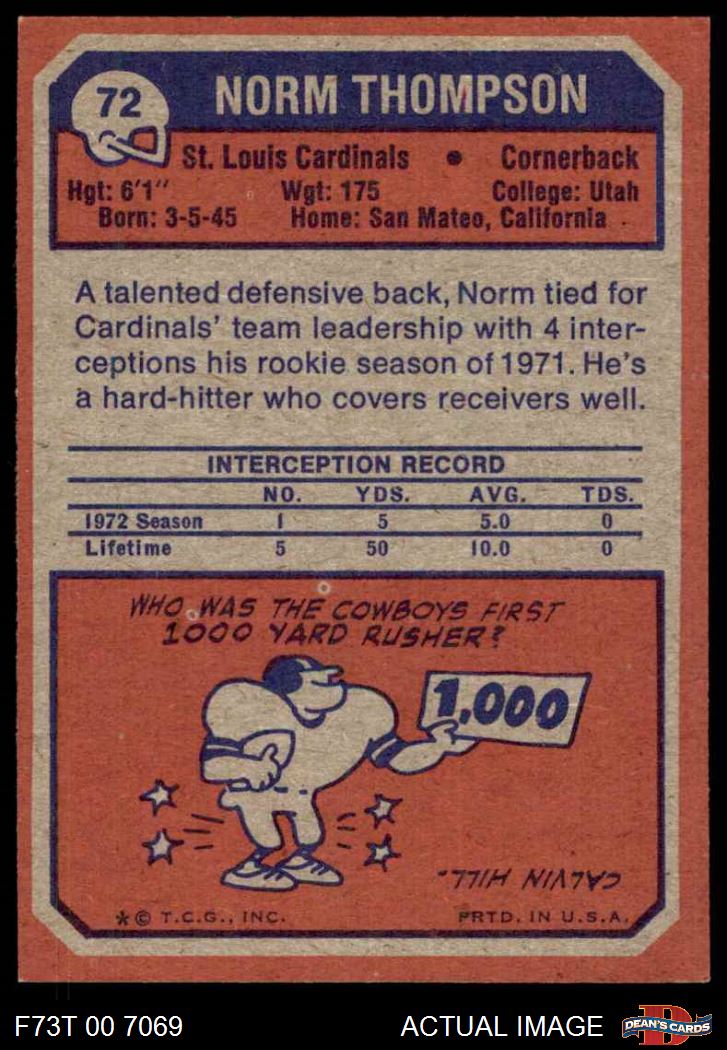 72
NORM THOMPSON
St. Louis Cardinals • Cornerback
Hgt: 6'1" Wgt: 175 College: Utah
Born: 3-5-45 Home: San Mateo, California
A talented defensive back, Norm tied for
Cardinals' team leadership with 4 inter-
ceptions his rookie season of 1971. He's
a hard-hitter who covers receivers well.
INTERCEPTION RECORD
NO. YDS. AVG. TDS.
1972 Season 1 5 5.0 0
Lifetime 5 50 10.0 0
WHO WAS THE COWBOYS FIRST
1000 YARD RUSHER?
1,000
CALVIN HILL.
* © T.C.G., INC. PRTD. IN U.S.A.
F73T 00 7069 ACTUAL IMAGE
D
DEAN'S CARDS